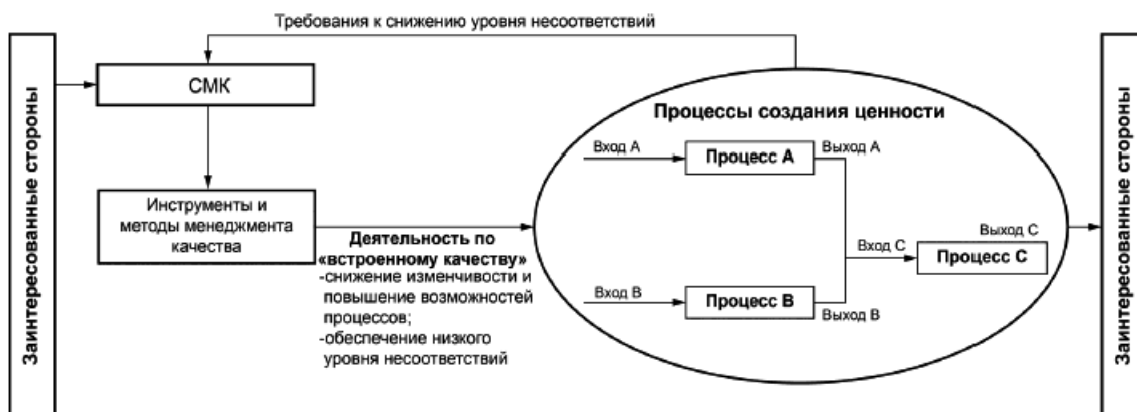 Требования к снижению уровня несоответствий
Заинтересованные стороны
СМК
Инструменты и
методы менеджмента
качества
Деятельность по
«встроенному качеству»
-снижение изменчивости и
повышение возможностей
процессов;
-обеспечение низкого
уровня несоответствий
Процессы создания ценности
Вход А
Процесс А
Выход А
Вход В
Процесс В
Выход В
Вход С
Процесс С
Выход С
Заинтересованные стороны